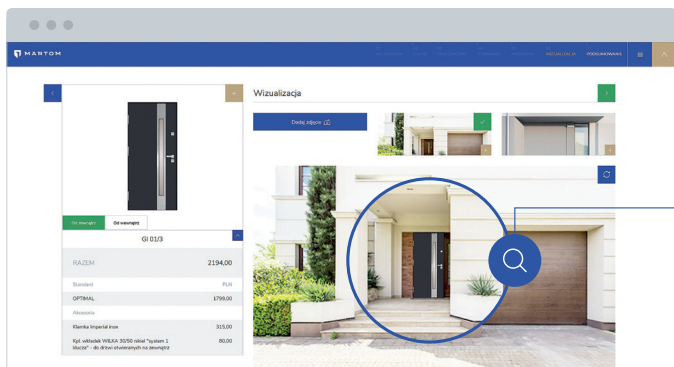 MARTOM
WIZUALIZACJA
PODSUMOWANIE
Wizualizacja
Dodaj zdjęcie
Od zewnątrz
Od wewnątrz
GI 01/3
RAZEM 2194,00
Standard PLN
OPTIMAL 1799,00
Akcesoria
Klamka Imperial inox 315,00
Kpl. wkładek WILKA 30/50 nikiel "system 1 80,00
klucza" - do drzwi otwieranych na zewnątrz